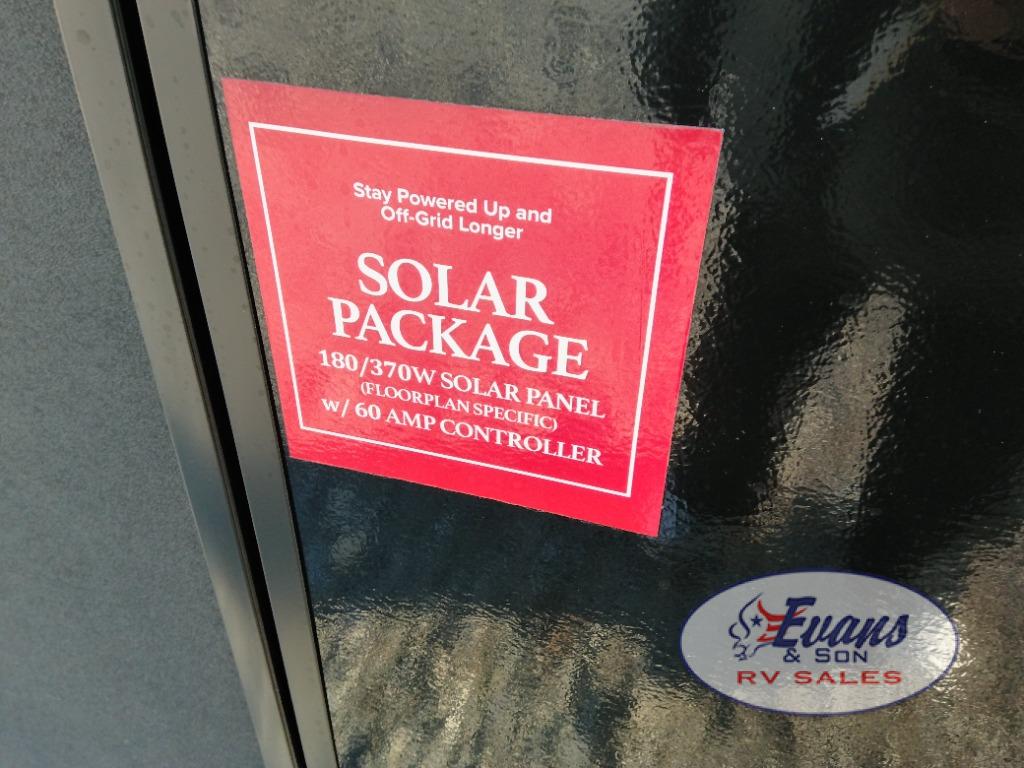 Stay Powered Up and
Off-Grid Longer
SOLAR
PACKAGE
180/370W SOLAR PANEL
(FLOORPLAN SPECIFIC)
w/ 60 AMP CONTROLLER
Evans
& SON
RV SALES